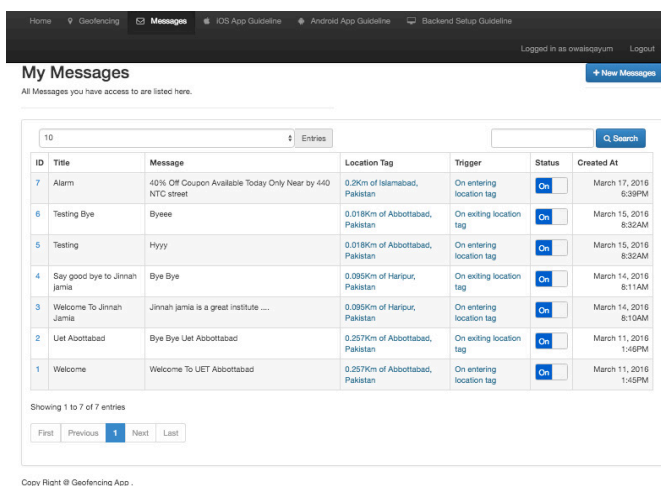 Home Geofencing Messages iOS App Guideline Android App Guideline Backend Setup Guideline
Logged in as owaisqayum Logout
My Messages
+ New Messages
All Messages you have access to are listed here.
10 Entries Search
ID Title Message Location Tag Trigger Status Created At
7 Alarm 40% Off Coupon Available Today Only Near by 440 0.2Km of Islamabad, On entering On March 17, 2016
NTC street Pakistan location tag 6:39PM
6 Testing Bye Byeee 0.018Km of Abbottabad, On exiting location On March 15, 2016
Pakistan tag 8:32AM
5 Testing Hyyy 0.018Km of Abbottabad, On entering On March 15, 2016
Pakistan location tag 8:32AM
4 Say good bye to Jinnah Bye Bye 0.095Km of Haripur, On exiting location On March 14, 2016
jamia Pakistan tag 8:11AM
3 Welcome To Jinnah Jinnah jamia is a great institute .... 0.095Km of Haripur, On entering On March 14, 2016
Jamia Pakistan location tag 8:10AM
2 Uet Abottabad Bye Bye Uet Abbottabad 0.257Km of Abbottabad, On exiting location On March 11, 2016
Pakistan tag 1:46PM
1 Welcome Welcome To UET Abbottabad 0.257Km of Abbottabad, On entering On March 11, 2016
Pakistan location tag 1:45PM
Showing 1 to 7 of 7 entries
First Previous 1 Next Last
Copy Right @ Geofencing App .